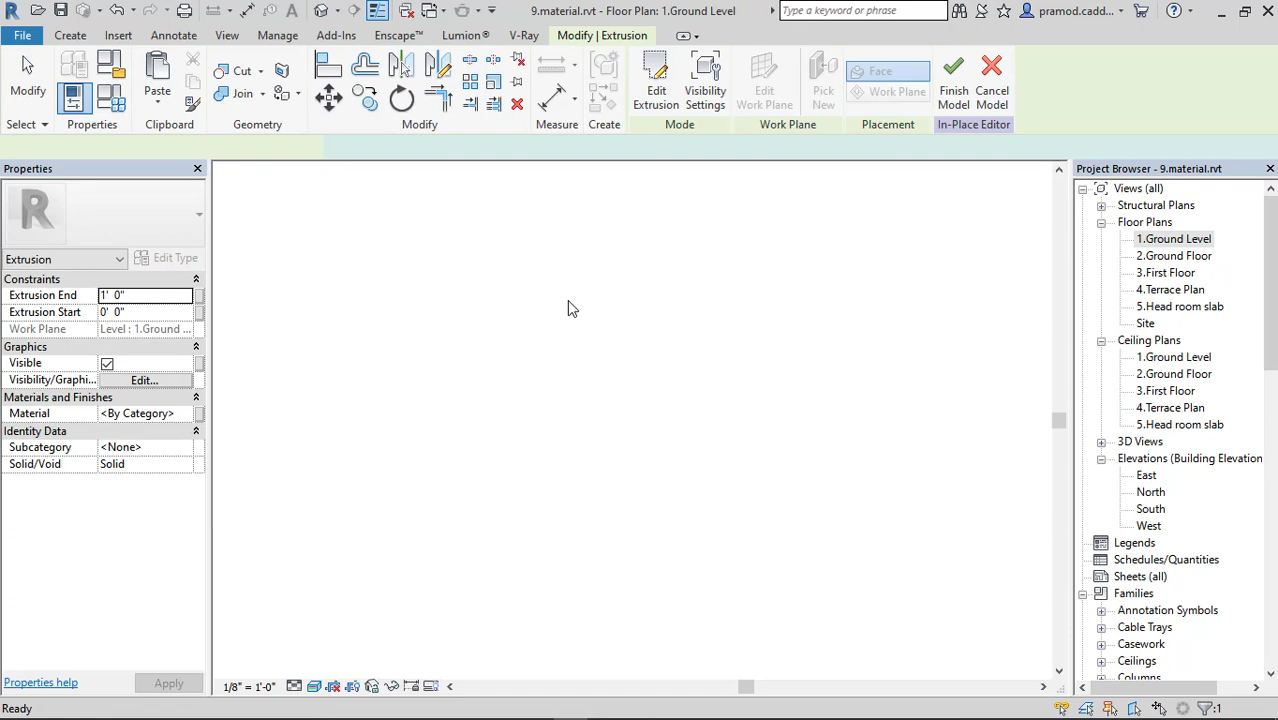 9.material.rvt - Floor Plan: 1.Ground Level
Type a keyword or phrase
pramod.cadd...
File
Create
Insert
Annotate
View
Manage
Add-Ins
Enscape™
Lumion®
V-Ray
Modify | Extrusion
Modify
Paste
Cut
Join
Edit Extrusion
Visibility Settings
Edit Work Plane
Pick New
Face
Work Plane
Finish Model
Cancel Model
Select
Properties
Clipboard
Geometry
Modify
Measure
Create
Mode
Work Plane
Placement
In-Place Editor
Properties
Extrusion
Edit Type
Constraints
Extrusion End 1' 0"
Extrusion Start 0' 0"
Work Plane Level : 1.Ground ...
Graphics
Visible
Visibility/Graphi... Edit...
Materials and Finishes
Material <By Category>
Identity Data
Subcategory <None>
Solid/Void Solid
Properties help
Apply
1/8" = 1'-0"
Project Browser - 9.material.rvt
Views (all)
Structural Plans
Floor Plans
1.Ground Level
2.Ground Floor
3.First Floor
4.Terrace Plan
5.Head room slab
Site
Ceiling Plans
1.Ground Level
2.Ground Floor
3.First Floor
4.Terrace Plan
5.Head room slab
3D Views
Elevations (Building Elevation
East
North
South
West
Legends
Schedules/Quantities
Sheets (all)
Families
Annotation Symbols
Cable Trays
Casework
Ceilings
Columns
Ready
:1